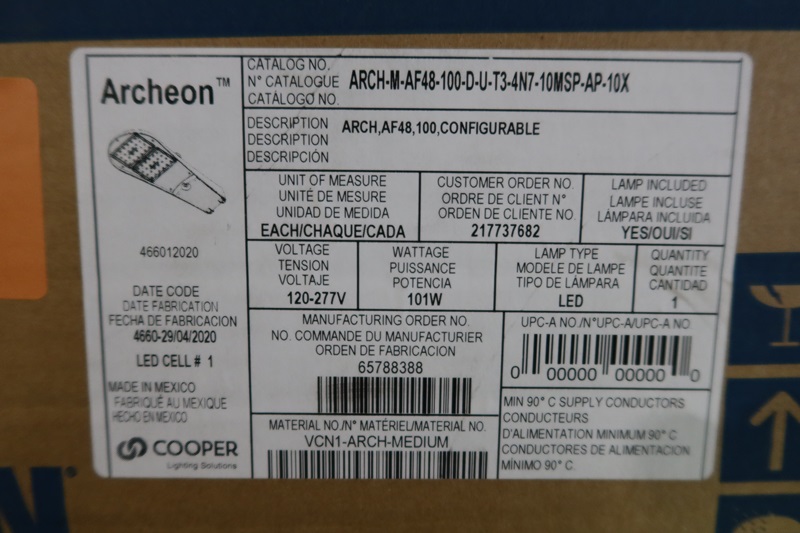 Archeon™
466012020
DATE CODE
DATE FABRICATION
FECHA DE FABRICACION
4660-29/04/2020
LED CELL # 1
MADE IN MEXICO
FABRIQUÉ AU MEXIQUE
HECHO EN MEXICO
COOPER
Lighting Solutions
CATALOG NO.
N° CATALOGUE
CATÁLOGO NO.
ARCH-M-AF48-100-D-U-T3-4N7-10MSP-AP-10X
DESCRIPTION
DESCRIPTION
DESCRIPCIÓN
ARCH,AF48,100,CONFIGURABLE
UNIT OF MEASURE
UNITÉ DE MESURE
UNIDAD DE MEDIDA
EACH/CHAQUE/CADA
CUSTOMER ORDER NO.
ORDRE DE CLIENT N°
ORDEN DE CLIENTE NO.
217737682
LAMP INCLUDED
LAMPE INCLUSE
LÁMPARA INCLUIDA
YES/OUI/SI
VOLTAGE
TENSION
VOLTAJE
120-277V
WATTAGE
PUISSANCE
POTENCIA
101W
LAMP TYPE
MODELE DE LAMPE
TIPO DE LÁMPARA
LED
QUANTITY
QUANTITE
CANTIDAD
1
MANUFACTURING ORDER NO.
NO. COMMANDE DU MANUFACTURIER
ORDEN DE FABRICACION
65788388
UPC-A NO./N°UPC-A/UPC-A NO
0 00000 00000 0
MATERIAL NO./N° MATÉRIEL/MATERIAL NO.
VCN1-ARCH-MEDIUM
MIN 90° C SUPPLY CONDUCTORS
CONDUCTEURS
D'ALIMENTATION MINIMUM 90° C
CONDUCTORES DE ALIMENTACION
MÍNIMO 90° C.
N®